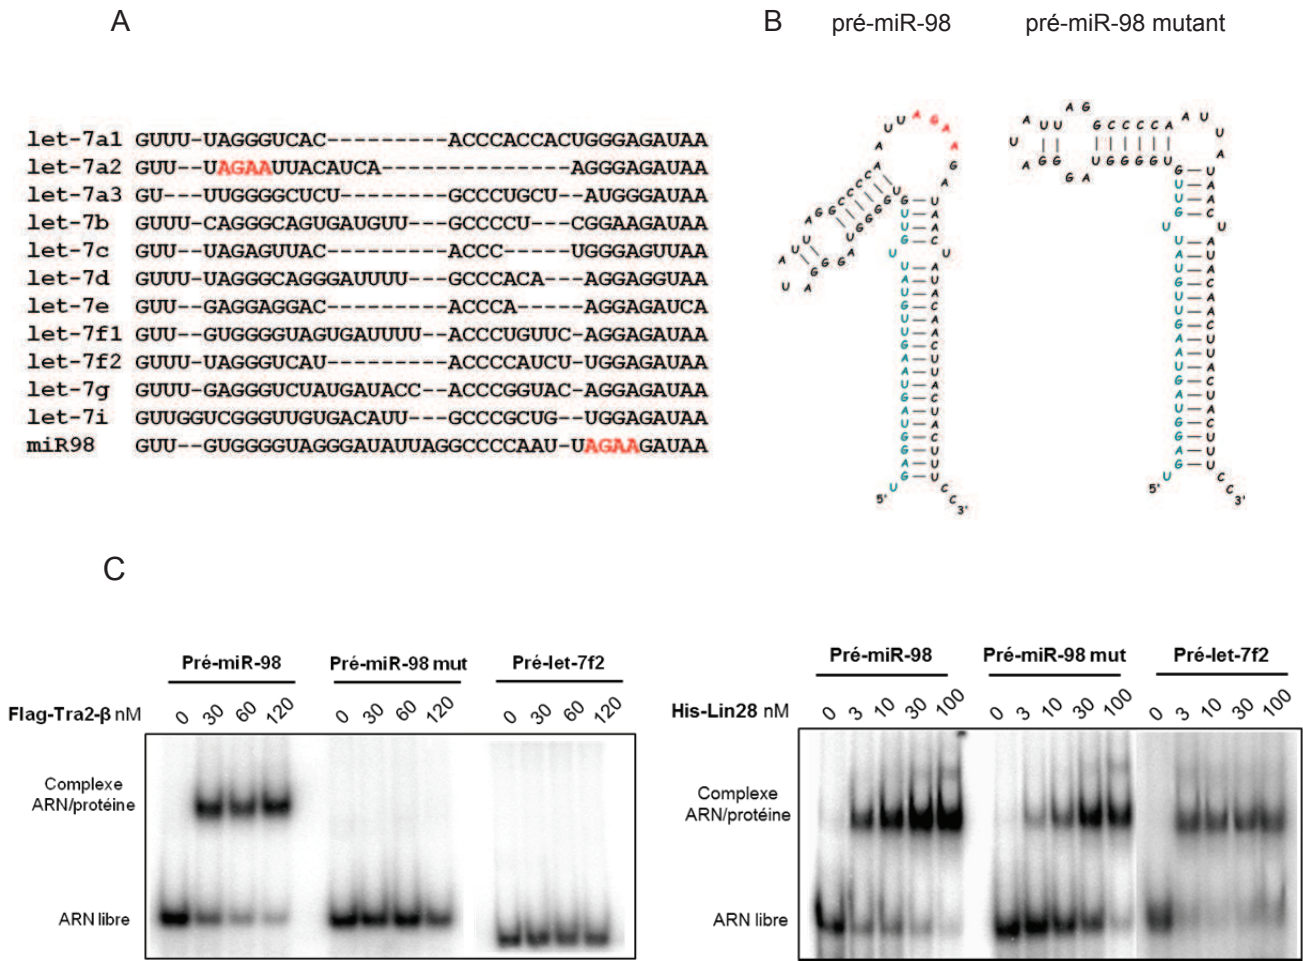 A
B
pré-miR-98
pré-miR-98 mutant
let-7a1 GUUU-UAGGGUCAC----------ACCCACCACUGGGAGAUAA
let-7a2 GUU--UAGAAUUACAUCA----------------AGGGAGAUAA
let-7a3 GU---UUGGGGCUCU---------GCCCUGCU--AUGGGAUAA
let-7b GUUU-CAGGGCAGUGAUGUU---GCCCCU---CGGAAGAUAA
let-7c GUUU-UAGAGUUAC----------ACCC-----UGGGAGUUAA
let-7d GUUU-UAGGGCAGGGAUUUU---GCCCACA---AGGAGGUAA
let-7e GUU--GAGGAGGAC----------ACCCA----AGGAGAUCA
let-7f1 GUU--GUGGGGUAGUGAUUUU--ACCCUGUUC-AGGAGAUAA
let-7f2 GUUU-UAGGGUCAU----------ACCCCAUCU-UGGAGAUAA
let-7g GUUU-GAGGGUCUAUGAUACC--ACCCGGUAC-AGGAGAUAA
let-7i GUUGGUCGGGUUGUGACAUU---GCCCGCUG--UGGAGAUAA
miR98 GUU--GUGGGGUAGGGAUAUUAGGCCCCAAU-UAGAAGAUAA
5'
3'
5'
3'
C
Pré-miR-98
Pré-miR-98 mut
Pré-let-7f2
Flag-Tra2-β nM 0 30 60 120 0 30 60 120 0 30 60 120
Complexe
ARN/protéine
ARN libre
Pré-miR-98
Pré-miR-98 mut
Pré-let-7f2
His-Lin28 nM 0 3 10 30 100 0 3 10 30 100 0 3 10 30 100
Complexe
ARN/protéine
ARN libre